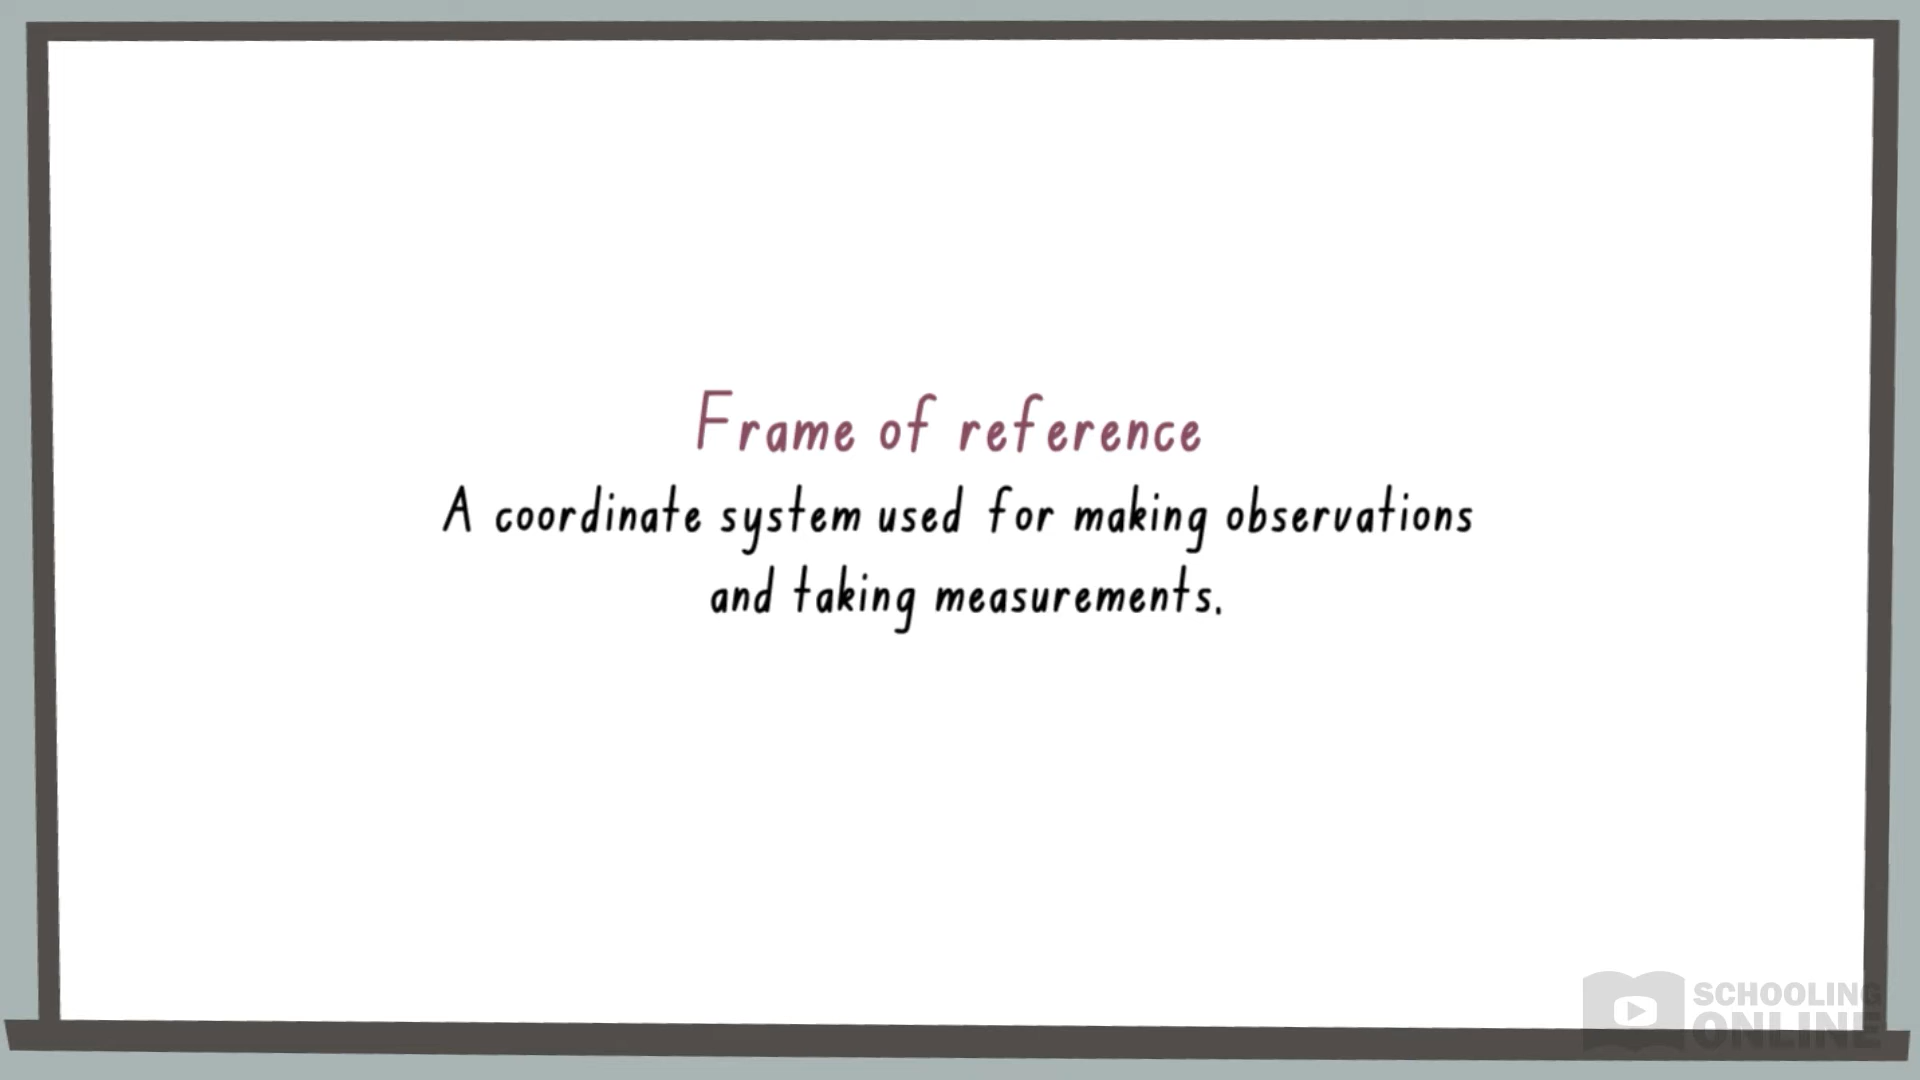 Frame of reference
A coordinate system used for making observations
and taking measurements.
SCHOOLING
ONLINE